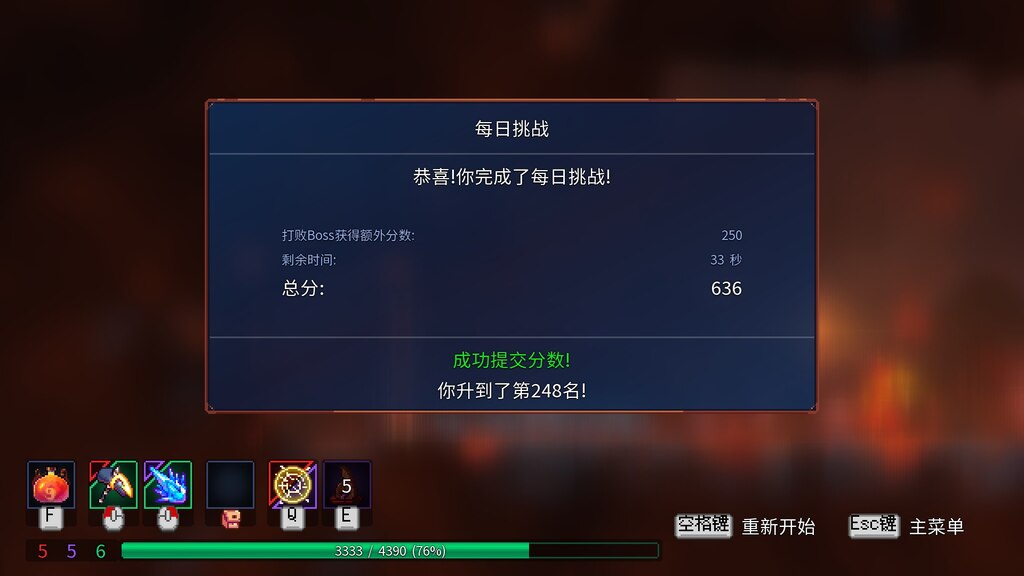 每日挑战
恭喜!你完成了每日挑战!
打败Boss获得额外分数: 250
剩余时间: 33 秒
总分: 636
成功提交分数!
你升到了第248名!
9 5
F Q E
空格键 重新开始 Esc键 主菜单
5 5 6 3333 / 4390 (76%)